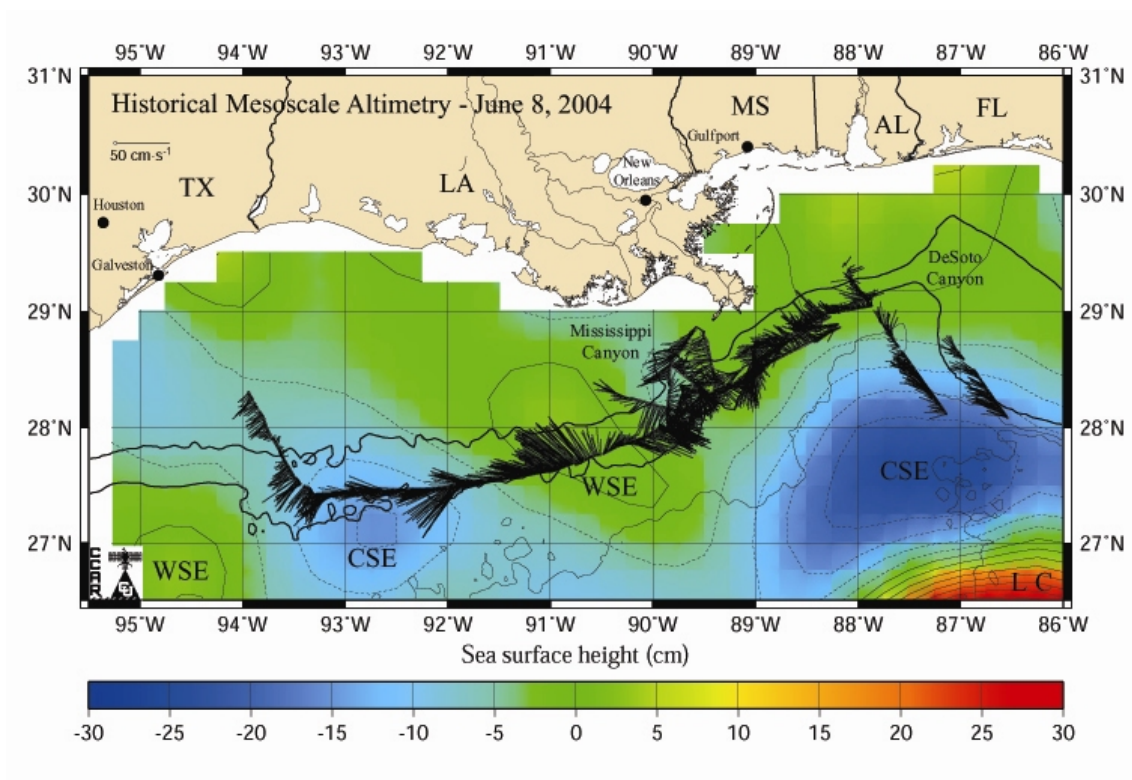 95°W 94°W 93°W 92°W 91°W 90°W 89°W 88°W 87°W 86°W
31°N 31°N
Historical Mesoscale Altimetry - June 8, 2004
MS
FL
AL
Gulfport
50 cm·s⁻¹
New
Orleans
TX
LA
30°N 30°N
Houston
Galveston
DeSoto
Canyon
29°N 29°N
Mississippi
Canyon
28°N 28°N
CSE
WSE
27°N 27°N
CSE
WSE
CCAR
CU
L C
95°W 94°W 93°W 92°W 91°W 90°W 89°W 88°W 87°W 86°W
Sea surface height (cm)
-30 -25 -20 -15 -10 -5 0 5 10 15 20 25 30